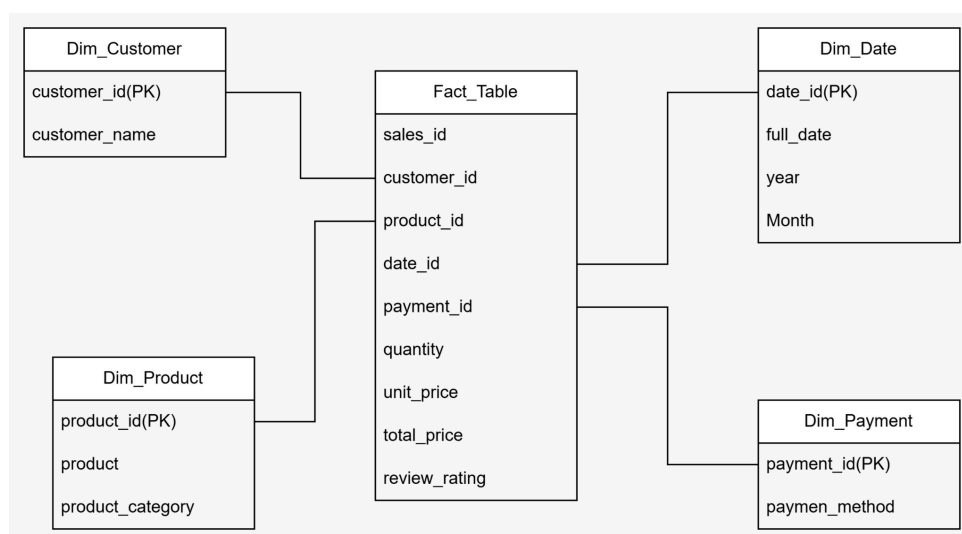 Dim_Customer
customer_id(PK)
customer_name
Fact_Table
sales_id
customer_id
product_id
date_id
payment_id
quantity
unit_price
total_price
review_rating
Dim_Date
date_id(PK)
full_date
year
Month
Dim_Product
product_id(PK)
product
product_category
Dim_Payment
payment_id(PK)
paymen_method